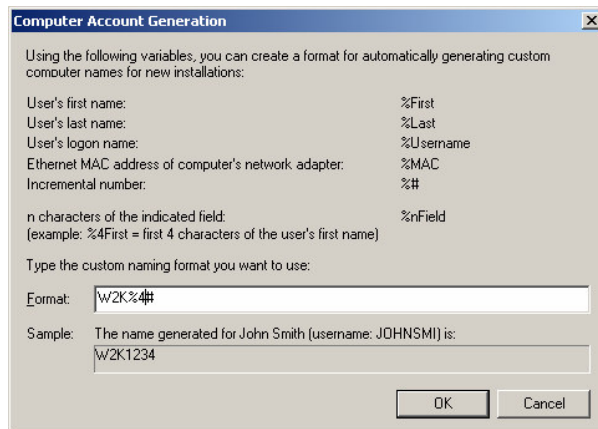 Computer Account Generation
Using the following variables, you can create a format for automatically generating custom
computer names for new installations:
User's first name: %First
User's last name: %Last
User's logon name: %Username
Ethernet MAC address of computer's network adapter: %MAC
Incremental number: %#
n characters of the indicated field: %nField
(example: %4First = first 4 characters of the user's first name)
Type the custom naming format you want to use:
Format: W2K%4#
Sample: The name generated for John Smith (username: JOHNSMI) is:
W2K1234
OK Cancel